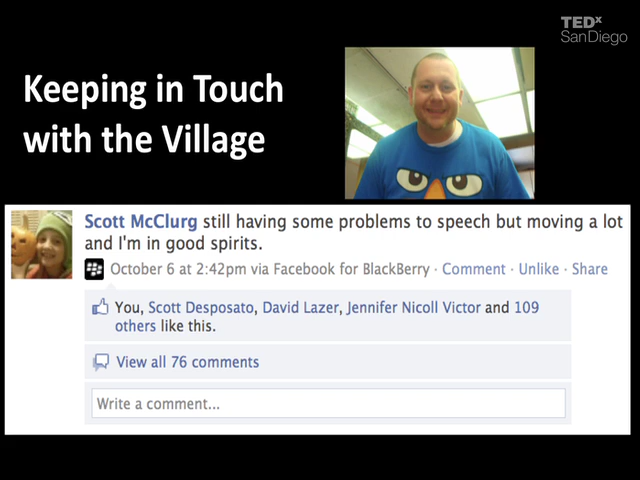 TEDx
SanDiego
Keeping in Touch
with the Village
Scott McClurg still having some problems to speech but moving a lot
and I'm in good spirits.
October 6 at 2:42pm via Facebook for BlackBerry · Comment · Unlike · Share
You, Scott Desposato, David Lazer, Jennifer Nicoll Victor and 109
others like this.
View all 76 comments
Write a comment...